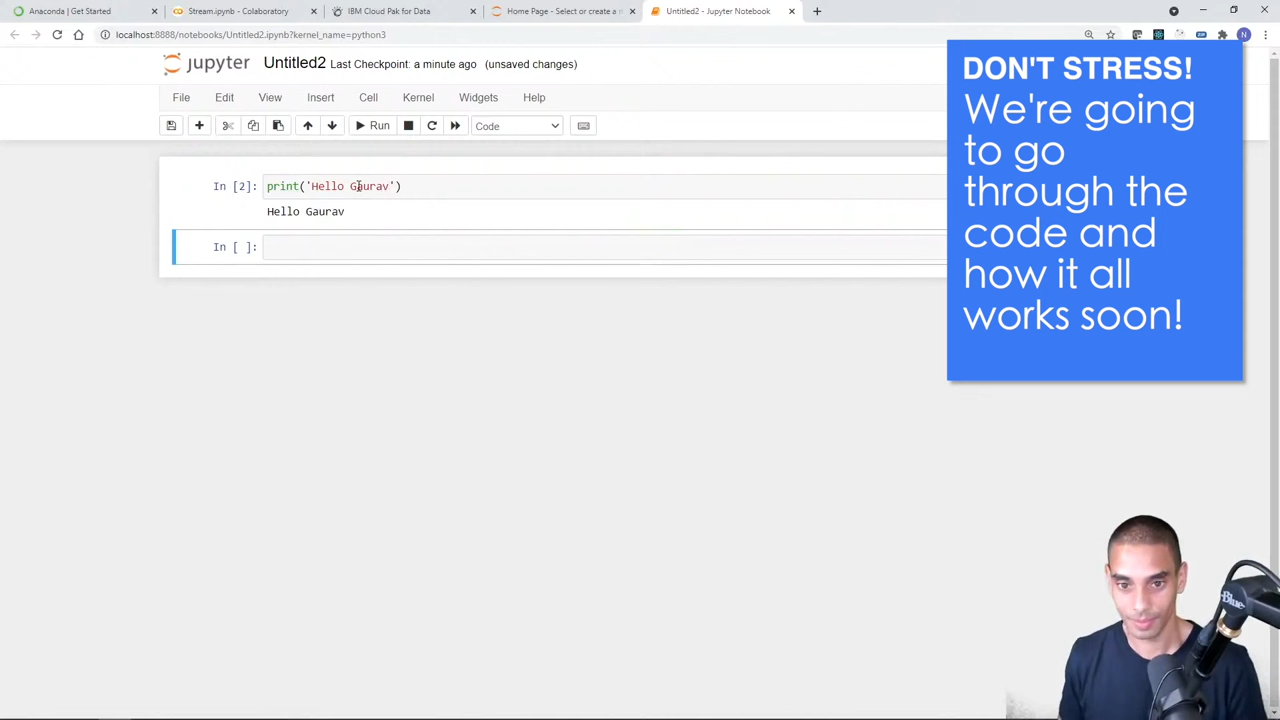 Anaconda | Get Started
Stream.ipynb - Colaboratory
IBM Cloud Pak for Data
Home Page - Select or create a n
Untitled2 - Jupyter Notebook
localhost:8888/notebooks/Untitled2.ipynb?kernel_name=python3
N
jupyter Untitled2 Last Checkpoint: a minute ago (unsaved changes)
File Edit View Insert Cell Kernel Widgets Help
Run Code
In [2]: print('Hello Gaurav')
Hello Gaurav
In [ ]:
DON'T STRESS!
We're going
to go
through the
code and
how it all
works soon!
Blue